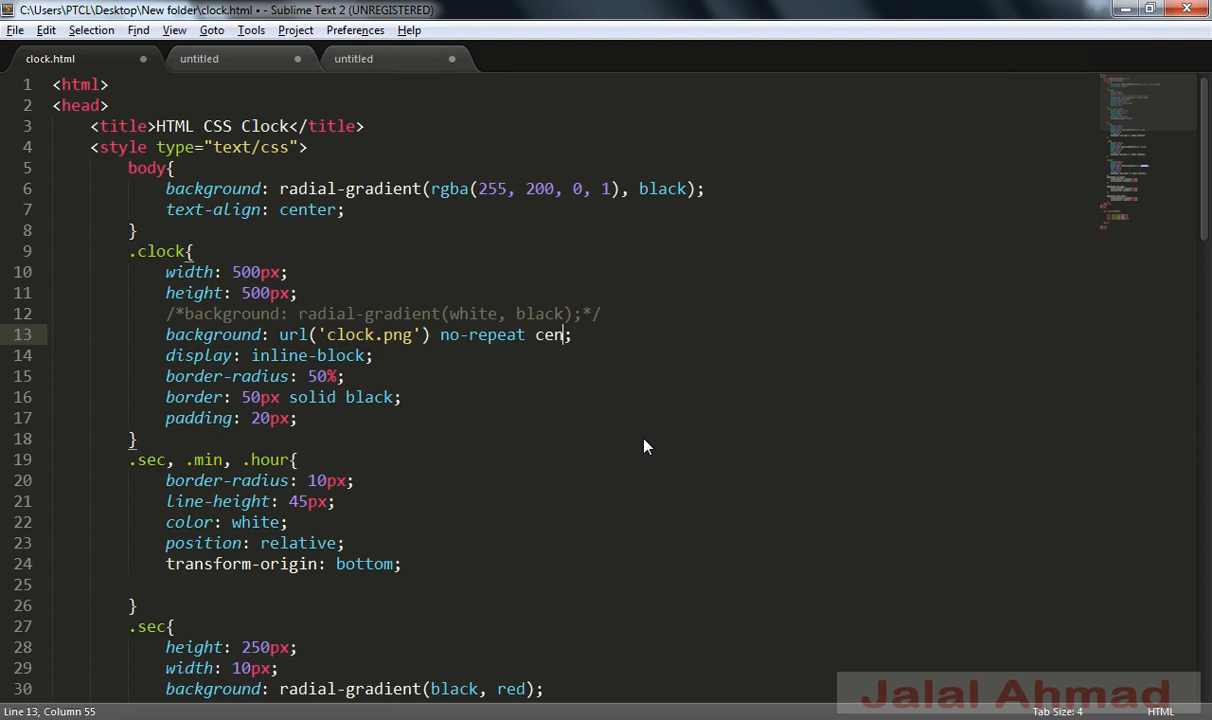 C:\Users\PTCL\Desktop\New folder\clock.html • - Sublime Text 2 (UNREGISTERED)
File Edit Selection Find View Goto Tools Project Preferences Help
clock.html untitled untitled
1 <html>
2 <head>
3 <title>HTML CSS Clock</title>
4 <style type="text/css">
5 body{
6 background: radial-gradient(rgba(255, 200, 0, 1), black);
7 text-align: center;
8 }
9 .clock{
10 width: 500px;
11 height: 500px;
12 /*background: radial-gradient(white, black);*/
13 background: url('clock.png') no-repeat cen;
14 display: inline-block;
15 border-radius: 50%;
16 border: 50px solid black;
17 padding: 20px;
18 }
19 .sec, .min, .hour{
20 border-radius: 10px;
21 line-height: 45px;
22 color: white;
23 position: relative;
24 transform-origin: bottom;
25
26 }
27 .sec{
28 height: 250px;
29 width: 10px;
30 background: radial-gradient(black, red);
Jalal Ahmad
Line 13, Column 55 Tab Size: 4 HTML